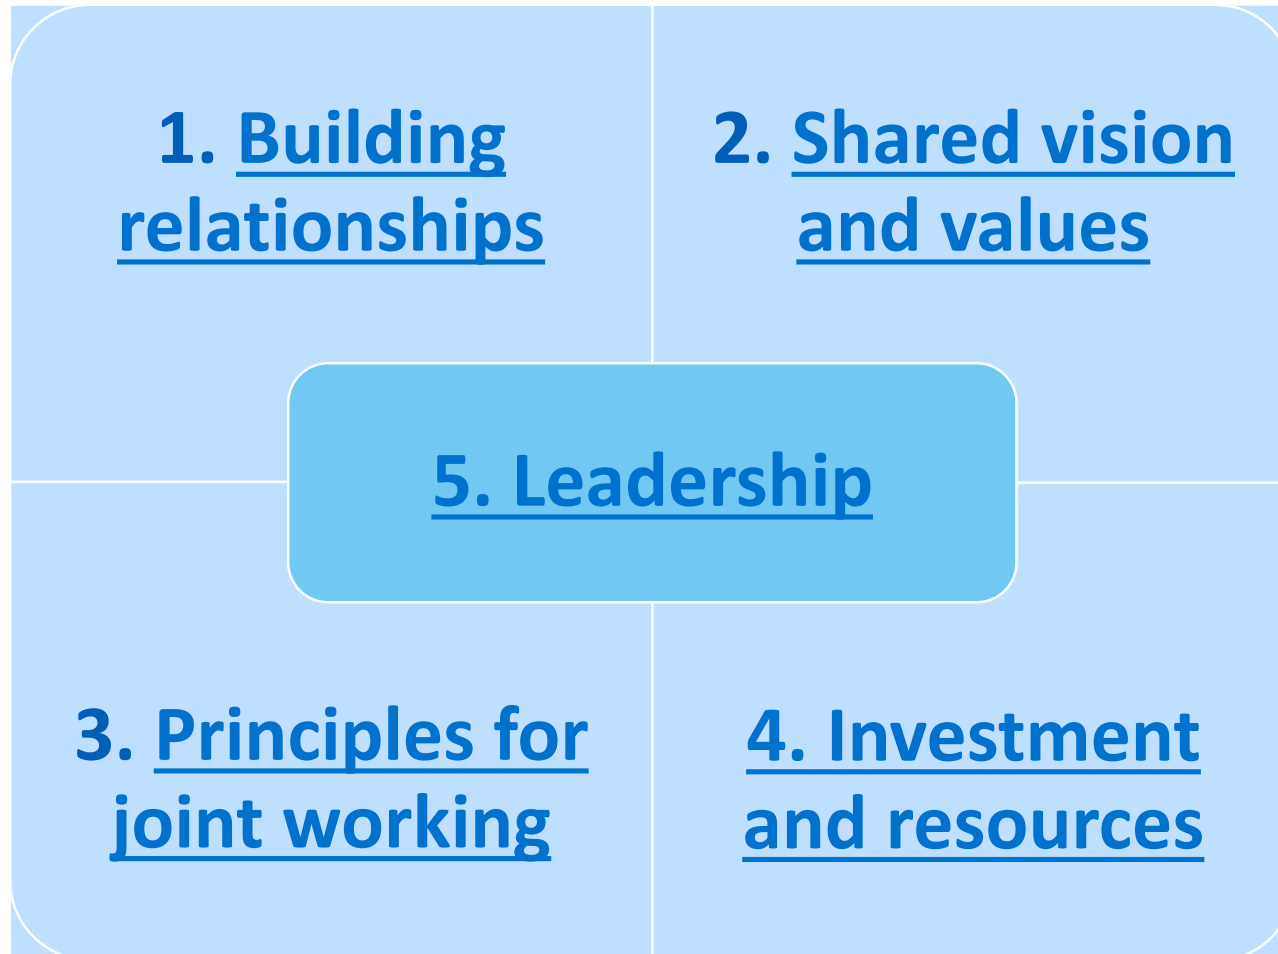 1. Building
relationships
2. Shared vision
and values
5. Leadership
3. Principles for
joint working
4. Investment
and resources